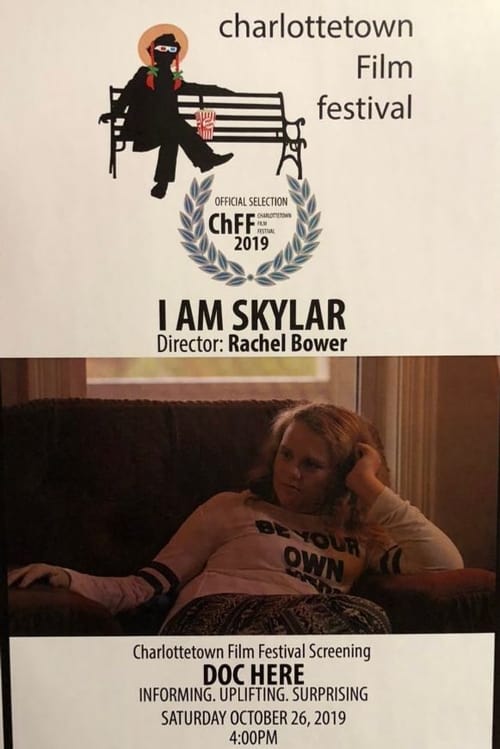 charlottetown
Film
festival
OFFICIAL SELECTION
ChFF CHARLOTTETOWN
FILM
FESTIVAL
2019
I AM SKYLAR
Director: Rachel Bower
BE YOUR
OWN
Charlottetown Film Festival Screening
DOC HERE
INFORMING. UPLIFTING. SURPRISING
SATURDAY OCTOBER 26, 2019
4:00PM